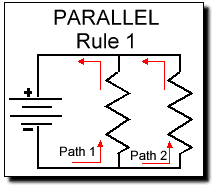 PARALLEL
Rule 1
+
−
Path 1
Path 2